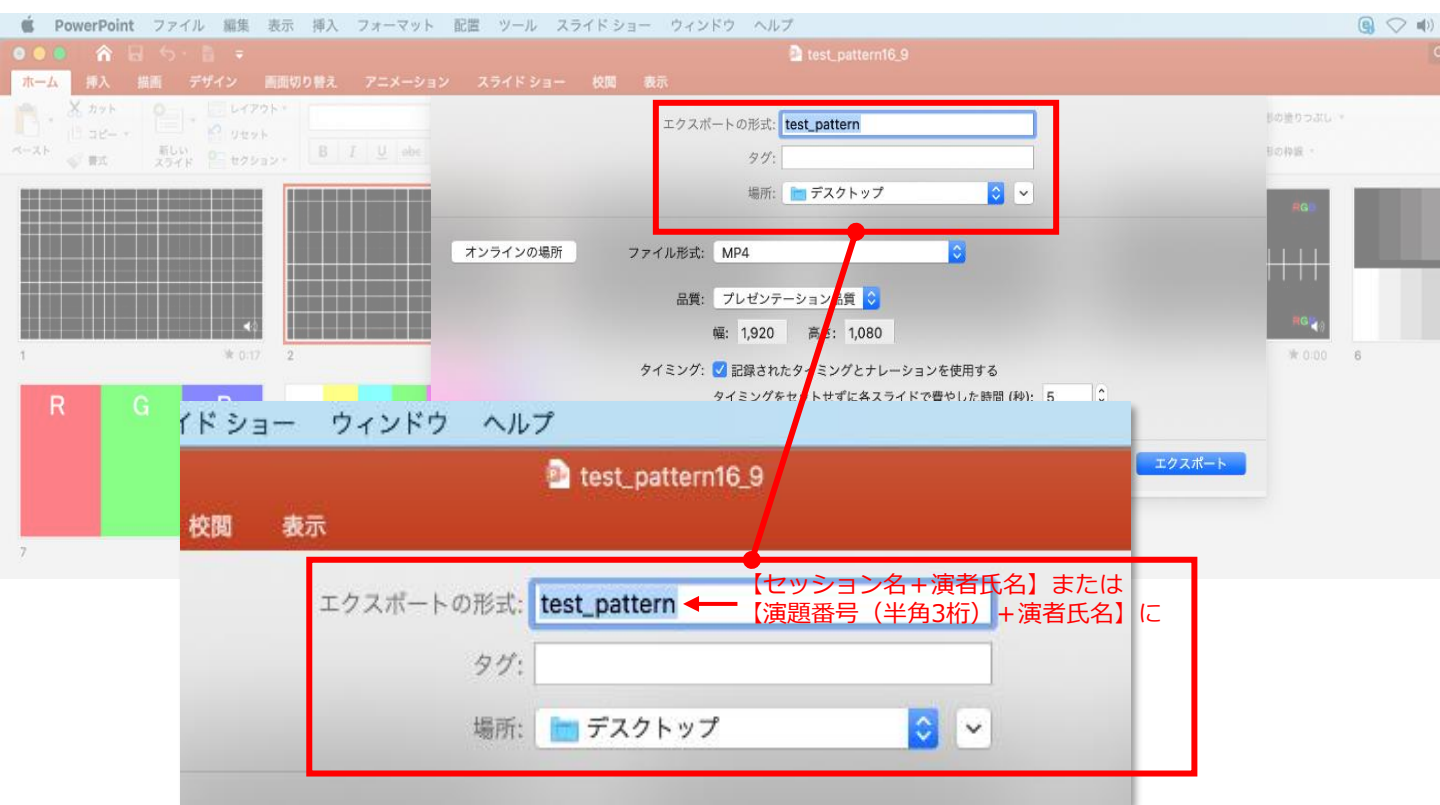 PowerPoint ファイル 編集 表示 挿入 フォーマット 配置 ツール スライドショー ウィンドウ ヘルプ
test_pattern16_9
ホーム 挿入 描画 デザイン 画面切り替え アニメーション スライド ショー 校閲 表示
カット
コピー
書式
ペースト
新しい
スライド
レイアウト
リセット
セクション
B I U abc
エクスポートの形式: test_pattern
タグ:
場所: デスクトップ
形の塗りつぶし
形の枠線
オンラインの場所
ファイル形式: MP4
品質: プレゼンテーション品質
幅: 1,920 高さ: 1,080
タイミング: 記録されたタイミングとナレーションを使用する
タイミングをセットせずに各スライドで費やした時間 (秒): 5
エクスポート
1 0:17 2
RGB
RGB
0:00 6
R G B
7
イド ショー ウィンドウ ヘルプ
test_pattern16_9
校閲 表示
エクスポートの形式: test_pattern
【セッション名+演者氏名】または
【演題番号(半角3桁)+演者氏名】に
タグ:
場所: デスクトップ